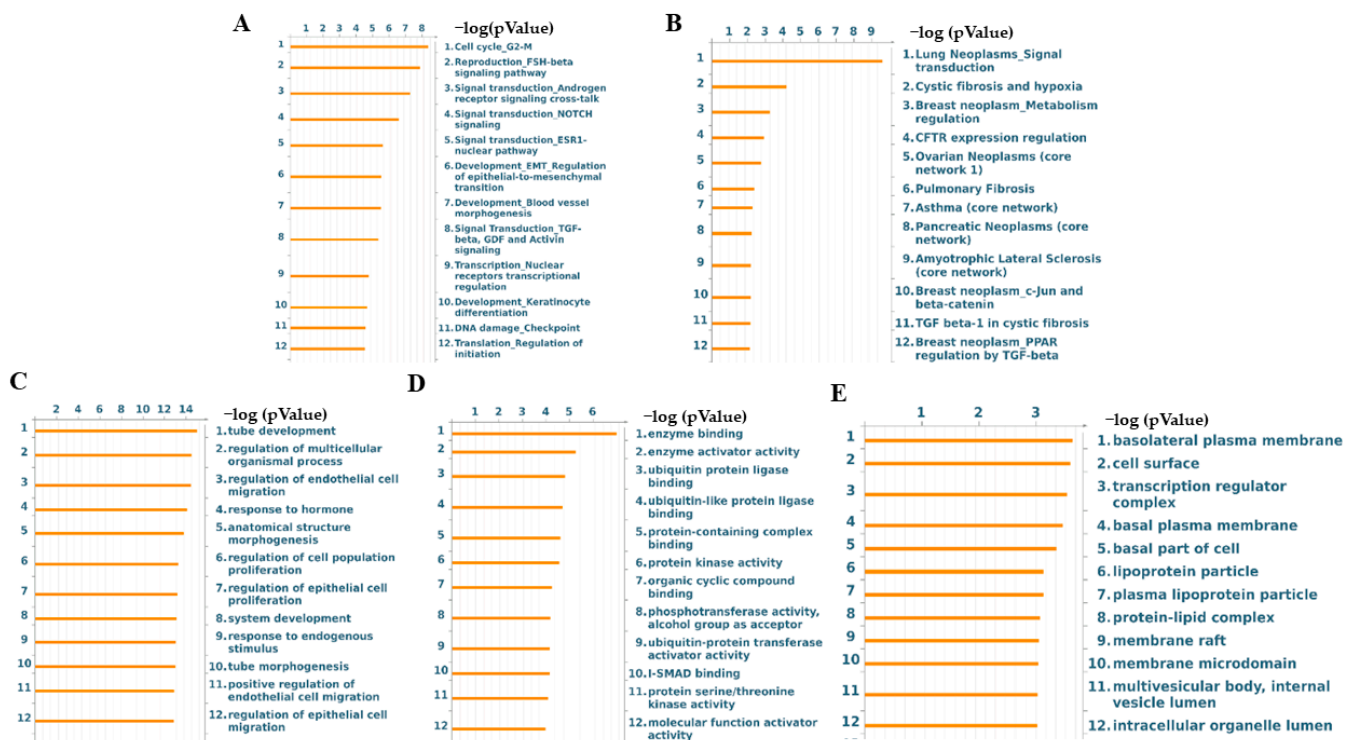 A
1 2 3 4 5 6 7 8
−log(pValue)
1
1.Cell cycle_G2-M
2
2.Reproduction_FSH-beta
signaling pathway
3
3.Signal transduction_Androgen
receptor signaling cross-talk
4
4.Signal transduction_NOTCH
signaling
5
5.Signal transduction_ESR1-
nuclear pathway
6
6.Development_EMT_Regulation
of epithelial-to-mesenchymal
transition
7
7.Development_Blood vessel
morphogenesis
8
8.Signal Transduction_TGF-
beta, GDF and Activin
signaling
9
9.Transcription_Nuclear
receptors transcriptional
regulation
10
10.Development_Keratinocyte
differentiation
11
11.DNA damage_Checkpoint
12
12.Translation_Regulation of
initiation
B
1 2 3 4 5 6 7 8 9
−log (pValue)
1
1.Lung Neoplasms_Signal
transduction
2
2.Cystic fibrosis and hypoxia
3
3.Breast neoplasm_Metabolism
regulation
4
4.CFTR expression regulation
5
5.Ovarian Neoplasms (core
network 1)
6
6.Pulmonary Fibrosis
7
7.Asthma (core network)
8
8.Pancreatic Neoplasms (core
network)
9
9.Amyotrophic Lateral Sclerosis
(core network)
10
10.Breast neoplasm_c-Jun and
beta-catenin
11
11.TGF beta-1 in cystic fibrosis
12
12.Breast neoplasm_PPAR
regulation by TGF-beta
C
2 4 6 8 10 12 14
−log (pValue)
1
1.tube development
2
2.regulation of multicellular
organismal process
3
3.regulation of endothelial cell
migration
4
4.response to hormone
5
5.anatomical structure
morphogenesis
6
6.regulation of cell population
proliferation
7
7.regulation of epithelial cell
proliferation
8
8.system development
9
9.response to endogenous
stimulus
10
10.tube morphogenesis
11
11.positive regulation of
endothelial cell migration
12
12.regulation of epithelial cell
migration
D
1 2 3 4 5 6
−log (pValue)
1
1.enzyme binding
2
2.enzyme activator activity
3
3.ubiquitin protein ligase
binding
4
4.ubiquitin-like protein ligase
binding
5
5.protein-containing complex
binding
6
6.protein kinase activity
7
7.organic cyclic compound
binding
8
8.phosphotransferase activity,
alcohol group as acceptor
9
9.ubiquitin-protein transferase
activator activity
10
10.I-SMAD binding
11
11.protein serine/threonine
kinase activity
12
12.molecular function activator
activity
E
1 2 3
−log (pValue)
1
1.basolateral plasma membrane
2
2.cell surface
3
3.transcription regulator
complex
4
4.basal plasma membrane
5
5.basal part of cell
6
6.lipoprotein particle
7
7.plasma lipoprotein particle
8
8.protein-lipid complex
9
9.membrane raft
10
10.membrane microdomain
11
11.multivesicular body, internal
vesicle lumen
12
12.intracellular organelle lumen